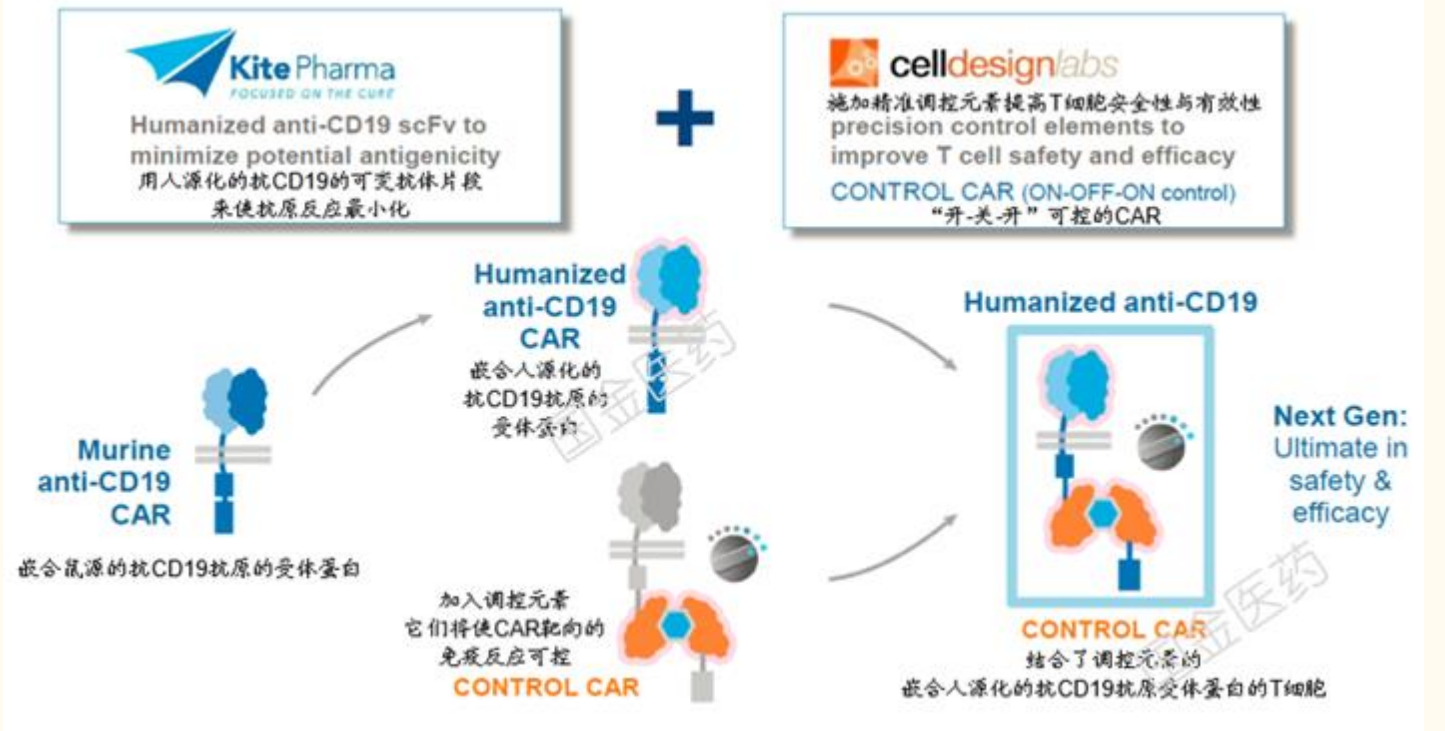 Kite Pharma
FOCUSED ON THE CURE
Humanized anti-CD19 scFv to
minimize potential antigenicity
用人源化的抗CD19的可变抗体片段
来使抗原反应最小化
+
celldesignlabs
施加精准调控元素提高T细胞安全性与有效性
precision control elements to
improve T cell safety and efficacy
CONTROL CAR (ON-OFF-ON control)
“开-关-开”可控的CAR
Murine
anti-CD19
CAR
嵌合鼠源的抗CD19抗原的受体蛋白
Humanized
anti-CD19
CAR
嵌合人源化的
抗CD19抗原的
受体蛋白
国金医药
加入调控元素
它们将使CAR靶向的
免疫反应可控
CONTROL CAR
Humanized anti-CD19
Next Gen:
Ultimate in
safety &
efficacy
CONTROL CAR
结合了调控元素的
嵌合人源化的抗CD19抗原受体蛋白的T细胞
国金医药